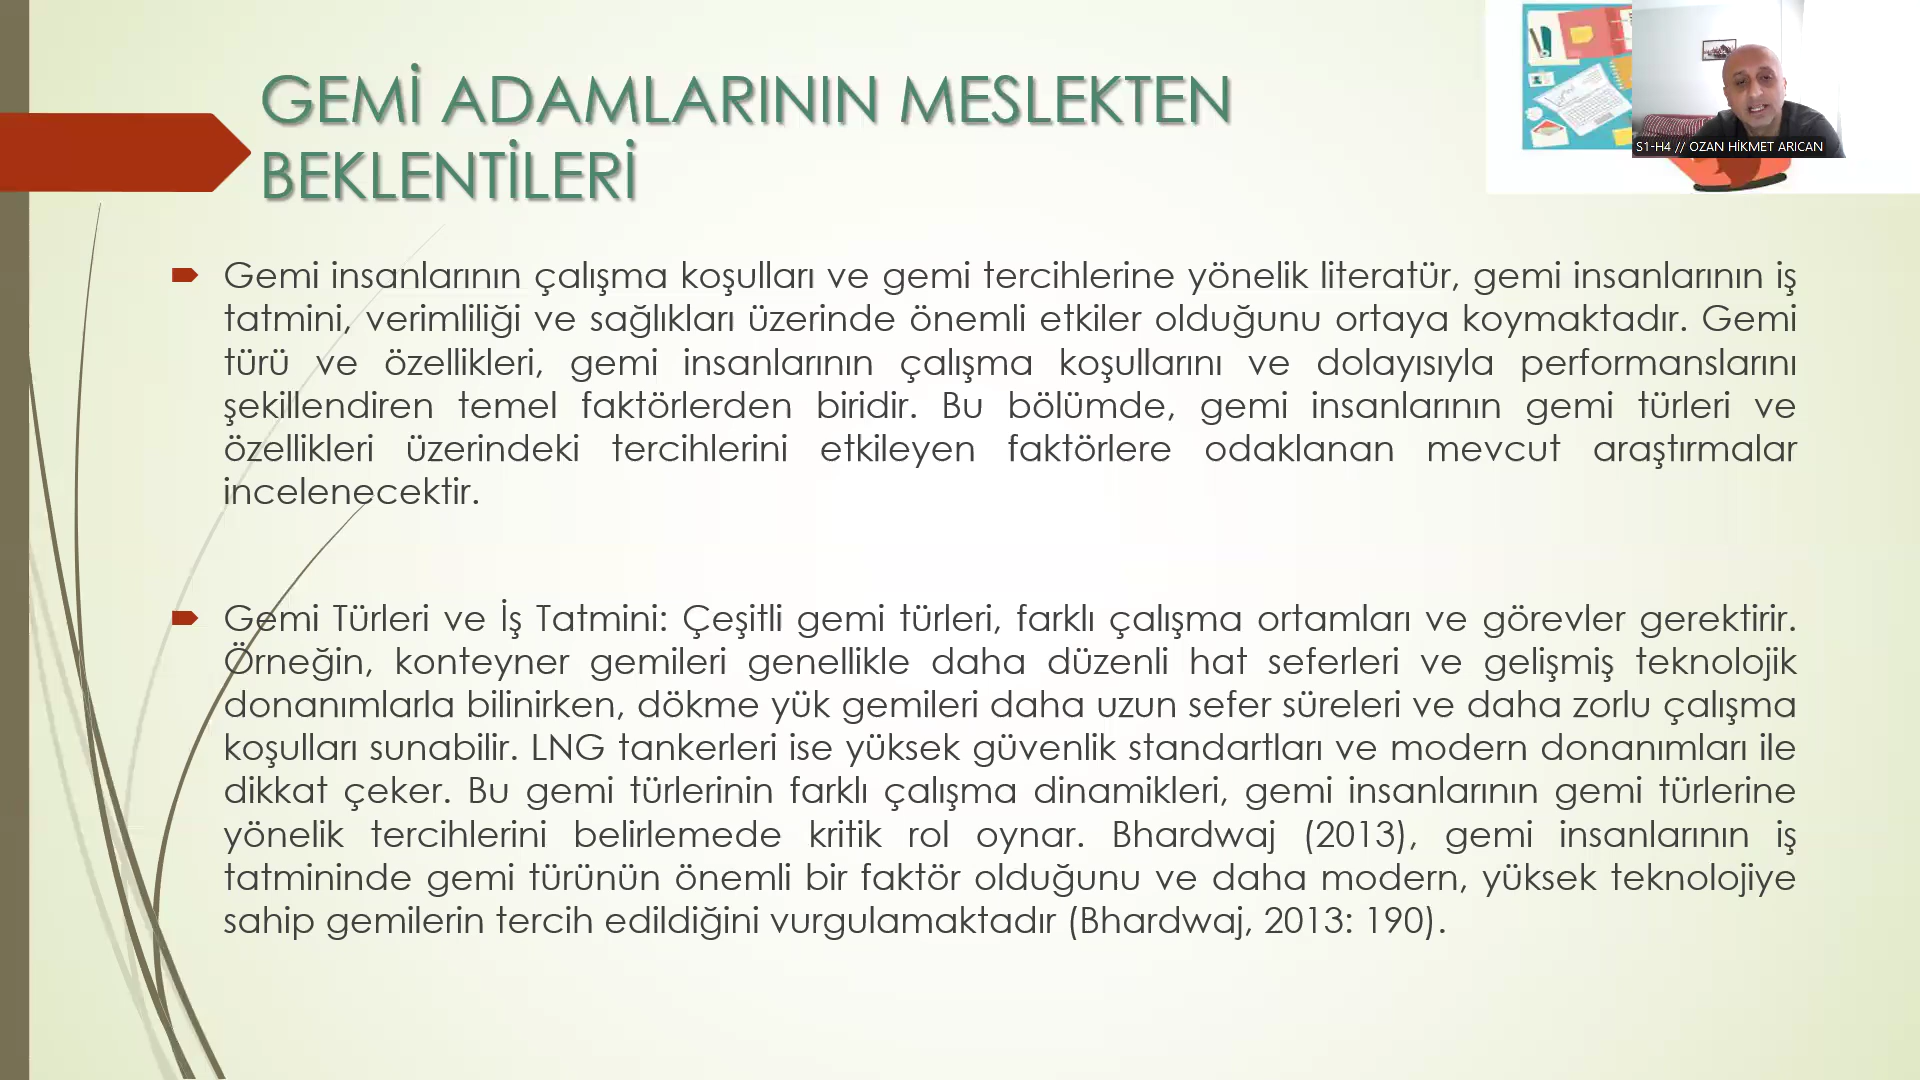 GEMİ ADAMLARININ MESLEKTEN
BEKLENTİLERİ
S1-H4 // OZAN HİKMET ARICAN
Gemi insanlarının çalışma koşulları ve gemi tercihlerine yönelik literatür, gemi insanlarının iş
tatmini, verimliliği ve sağlıkları üzerinde önemli etkiler olduğunu ortaya koymaktadır. Gemi
türü ve özellikleri, gemi insanlarının çalışma koşullarını ve dolayısıyla performanslarını
şekillendiren temel faktörlerden biridir. Bu bölümde, gemi insanlarının gemi türleri ve
özellikleri üzerindeki tercihlerini etkileyen faktörlere odaklanan mevcut araştırmalar
incelenecektir.
Gemi Türleri ve İş Tatmini: Çeşitli gemi türleri, farklı çalışma ortamları ve görevler gerektirir.
Örneğin, konteyner gemileri genellikle daha düzenli hat seferleri ve gelişmiş teknolojik
donanımlarla bilinirken, dökme yük gemileri daha uzun sefer süreleri ve daha zorlu çalışma
koşulları sunabilir. LNG tankerleri ise yüksek güvenlik standartları ve modern donanımları ile
dikkat çeker. Bu gemi türlerinin farklı çalışma dinamikleri, gemi insanlarının gemi türlerine
yönelik tercihlerini belirlemede kritik rol oynar. Bhardwaj (2013), gemi insanlarının iş
tatmininde gemi türünün önemli bir faktör olduğunu ve daha modern, yüksek teknolojiye
sahip gemilerin tercih edildiğini vurgulamaktadır (Bhardwaj, 2013: 190).